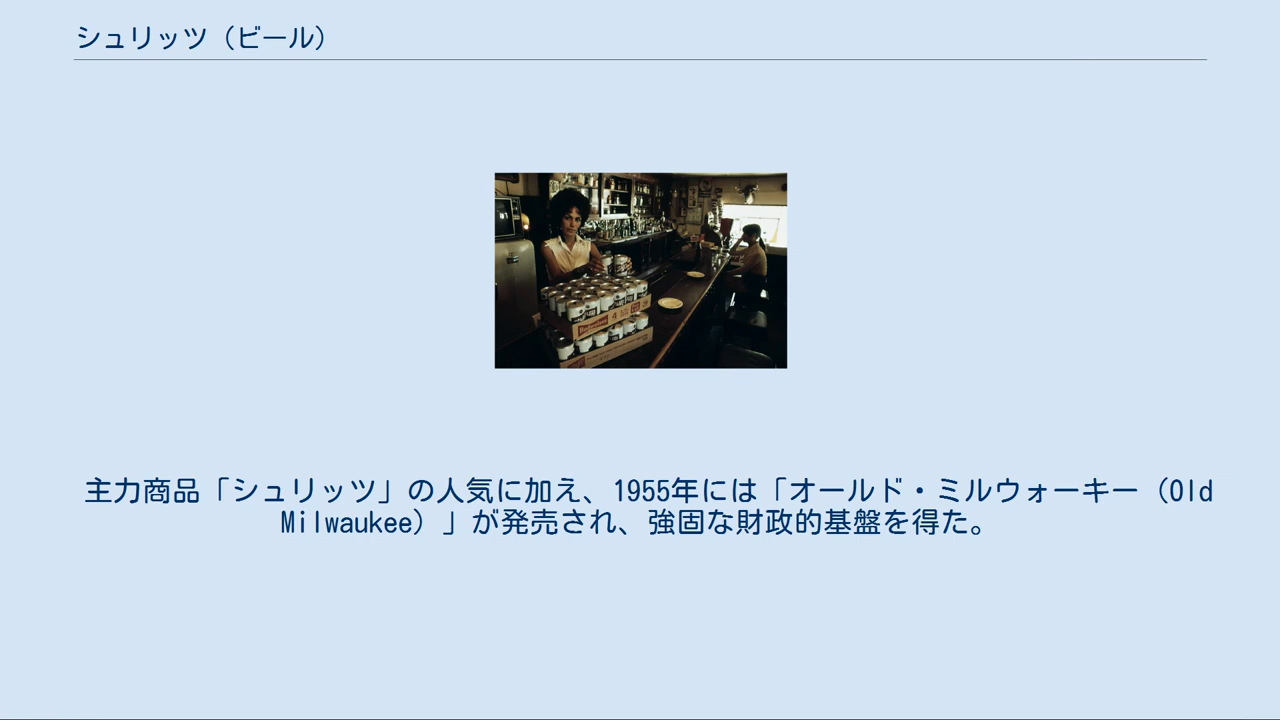 シュリッツ（ビール）
主力商品「シュリッツ」の人気に加え、1955年には「オールド・ミルウォーキー（Old
Milwaukee）」が発売され、強固な財政的基盤を得た。